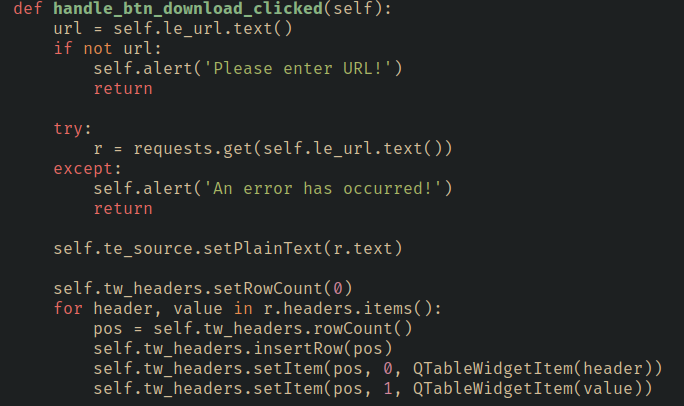 def handle_btn_download_clicked(self):
    url = self.le_url.text()
    if not url:
        self.alert('Please enter URL!')
        return

    try:
        r = requests.get(self.le_url.text())
    except:
        self.alert('An error has occurred!')
        return

    self.te_source.setPlainText(r.text)

    self.tw_headers.setRowCount(0)
    for header, value in r.headers.items():
        pos = self.tw_headers.rowCount()
        self.tw_headers.insertRow(pos)
        self.tw_headers.setItem(pos, 0, QTableWidgetItem(header))
        self.tw_headers.setItem(pos, 1, QTableWidgetItem(value))